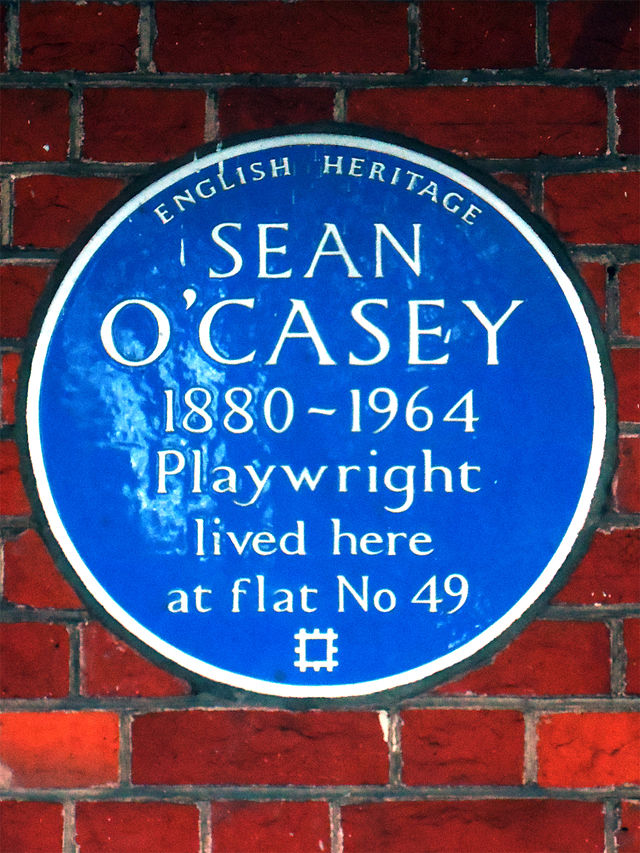 ENGLISH HERITAGE
SEAN
O'CASEY
1880~1964
Playwright
lived here
at flat No 49